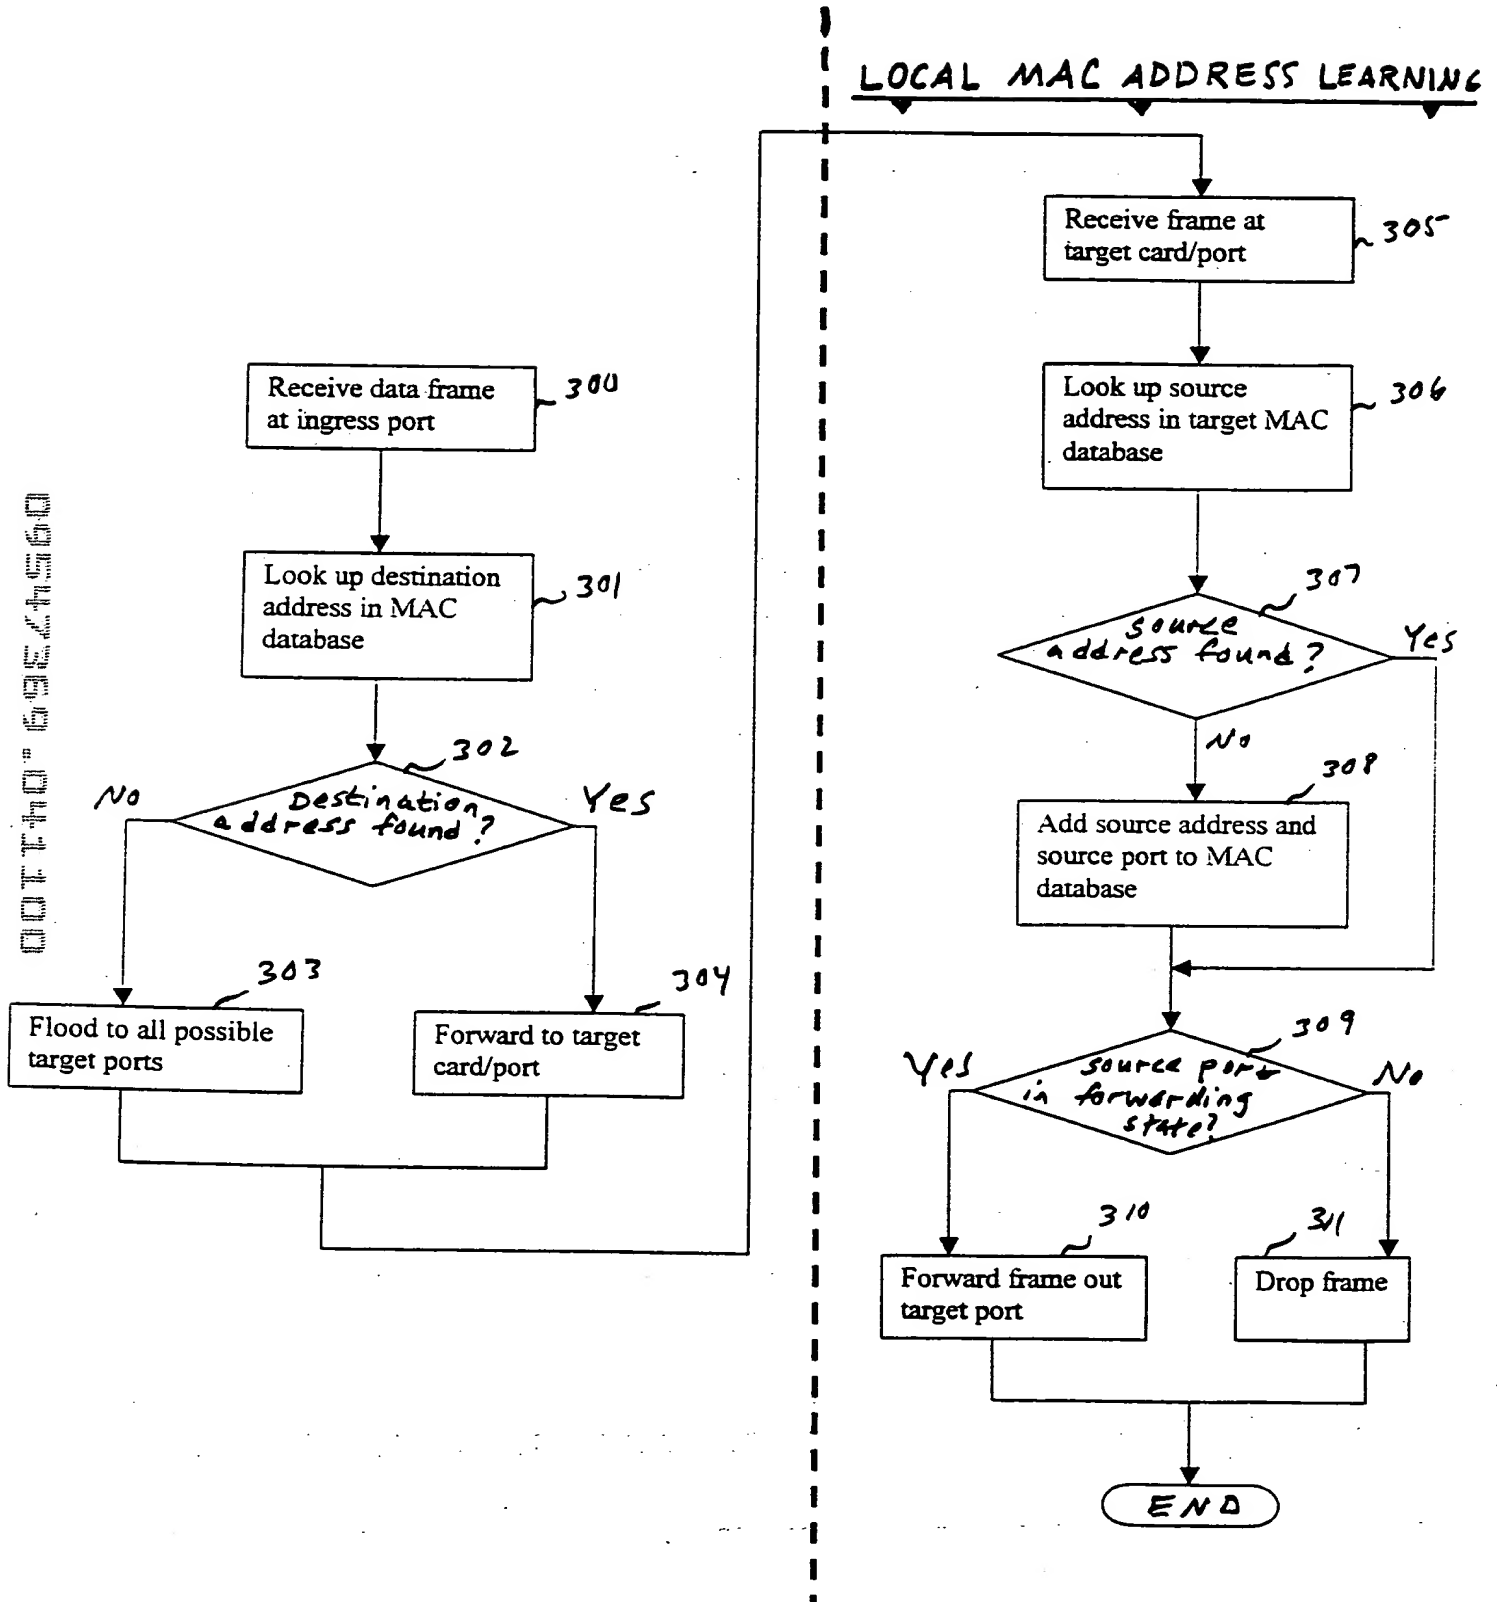 LOCAL MAC ADDRESS LEARNING
Receive data frame
at ingress port
300
Look up destination
address in MAC
database
301
302
Destination
address found?
No
Yes
303
Flood to all possible
target ports
304
Forward to target
card/port
Receive frame at
target card/port
305
Look up source
address in target MAC
database
306
307
source
address found?
Yes
No
308
Add source address and
source port to MAC
database
309
source port
in forwarding
state?
Yes
No
310
Forward frame out
target port
311
Drop frame
END
09547369.041100